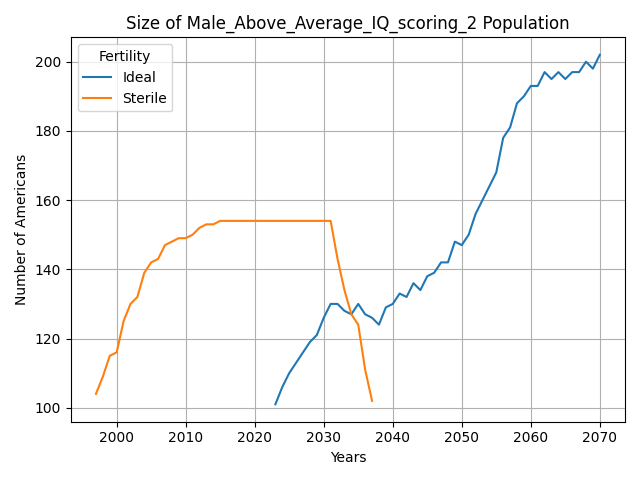 Size of Male_Above_Average_IQ_scoring_2 Population
Fertility
Ideal
Sterile
Number of Americans
200
180
160
140
120
100
2000 2010 2020 2030 2040 2050 2060 2070
Years